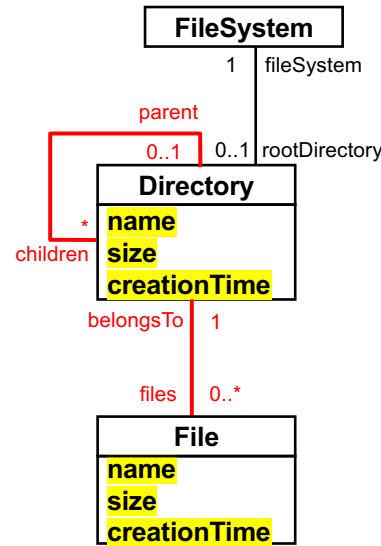 FileSystem
1 fileSystem
parent
0..1 0..1 rootDirectory
Directory
* name
children size
creationTime
belongsTo 1
files 0..*
File
name
size
creationTime